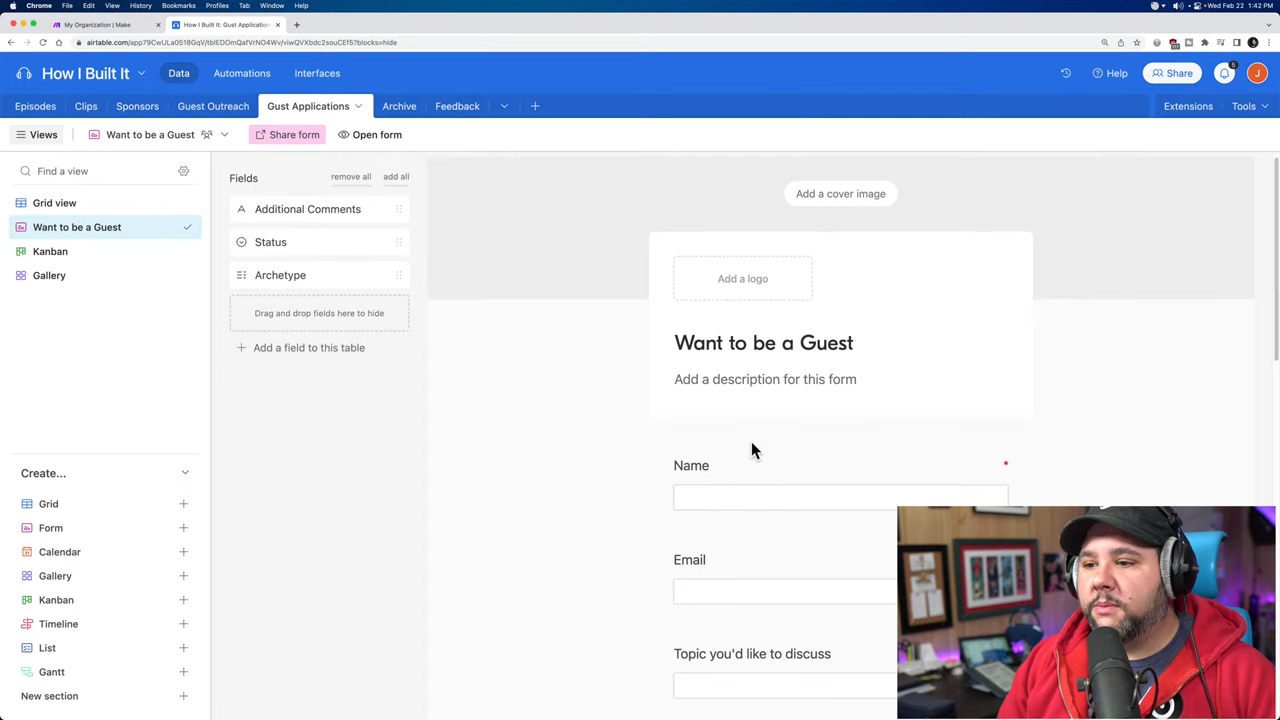 Chrome File Edit View History Bookmarks Profiles Tab Window Help
Wed Feb 22 1:42 PM
My Organization | Make
How I Built It: Gust Application
airtable.com/app79CwULa0518GqV/tblEDOmQafVrNO4Wv/viwQVXbdc2souCEf5?blocks=hide
How I Built It
Data
Automations
Interfaces
Help
Share
5
J
Episodes
Clips
Sponsors
Guest Outreach
Gust Applications
Archive
Feedback
Extensions
Tools
Views
Want to be a Guest
Share form
Open form
Find a view
Grid view
Want to be a Guest
Kanban
Gallery
Create...
Grid
Form
Calendar
Gallery
Kanban
Timeline
List
Gantt
New section
Fields
remove all
add all
Additional Comments
Status
Archetype
Drag and drop fields here to hide
Add a field to this table
Add a cover image
Add a logo
Want to be a Guest
Add a description for this form
Name *
Email
Topic you'd like to discuss